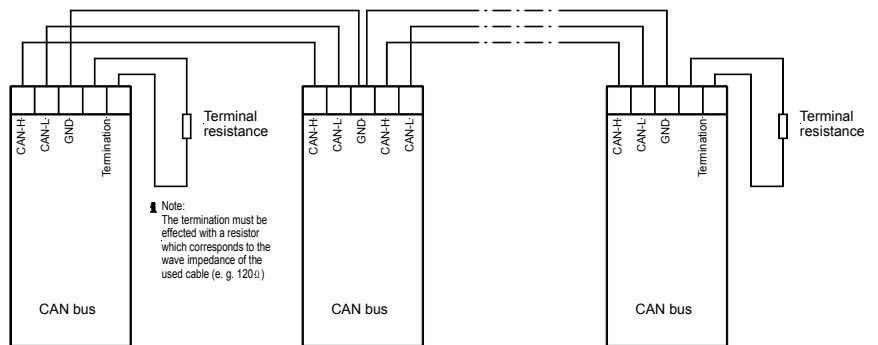 CAN-H
CAN-L
GND
Termination
Terminal
resistance
CAN-H
CAN-L
GND
CAN-H
CAN-L
CAN-H
CAN-L
GND
Termination
Terminal
resistance
Note:
The termination must be
effected with a resistor
which corresponds to the
wave impedance of the
used cable (e. g. 120Ω)
CAN bus
CAN bus
CAN bus